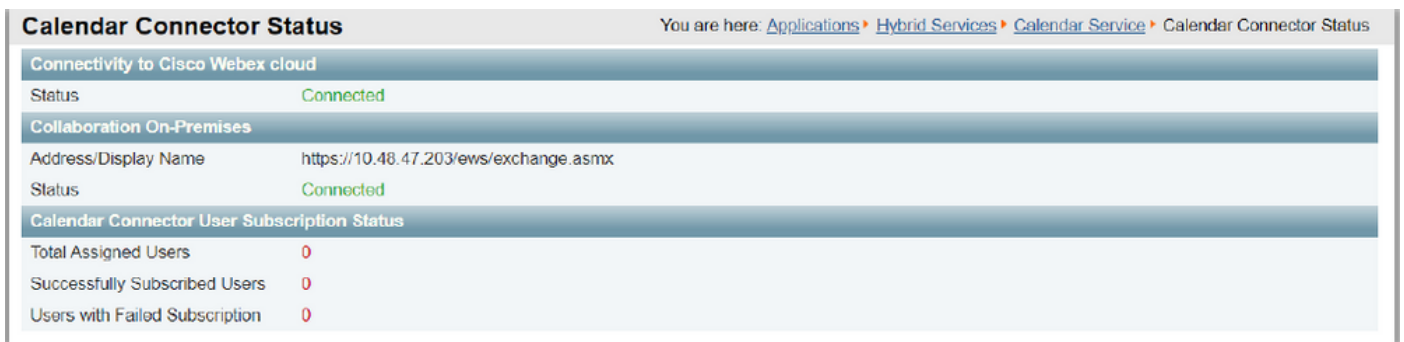 Calendar Connector Status
You are here: Applications Hybrid Services Calendar Service Calendar Connector Status
Connectivity to Cisco Webex cloud
Status Connected
Collaboration On-Premises
Address/Display Name https://10.48.47.203/ews/exchange.asmx
Status Connected
Calendar Connector User Subscription Status
Total Assigned Users 0
Successfully Subscribed Users 0
Users with Failed Subscription 0